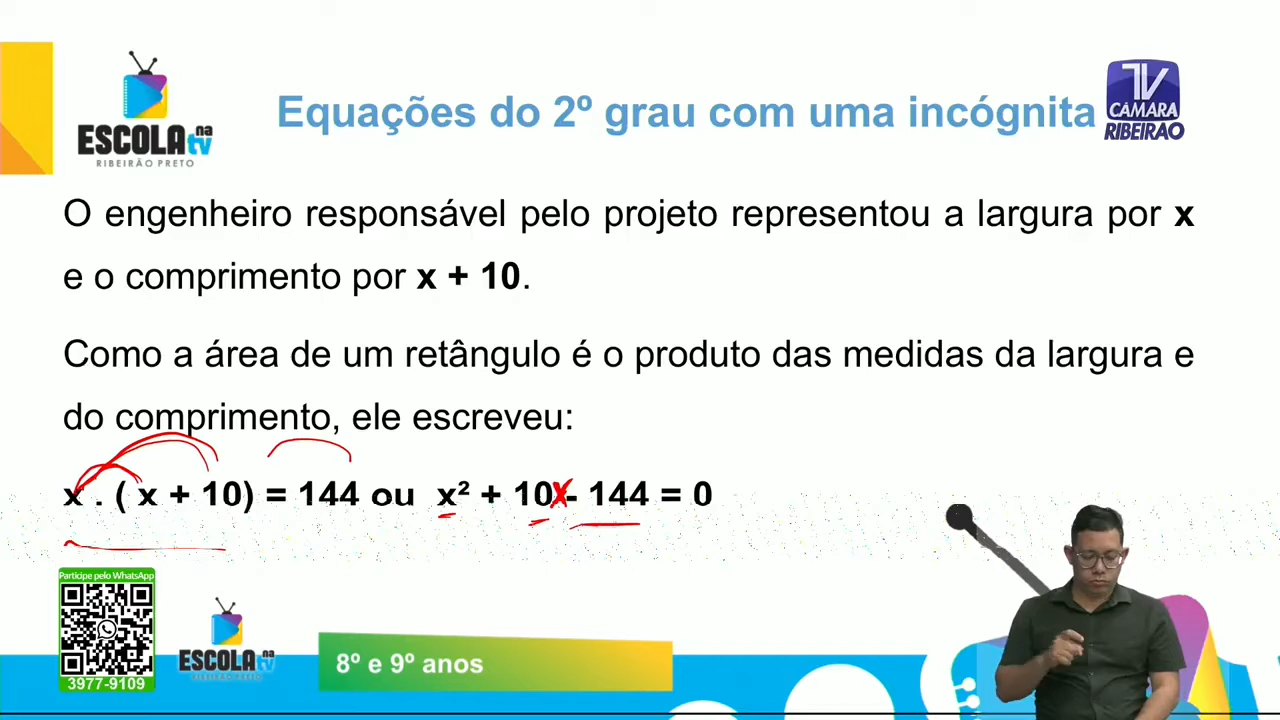 ESCOLA na tv
RIBEIRÃO PRETO
Equações do 2º grau com uma incógnita
TV
CÂMARA
RIBEIRAO
O engenheiro responsável pelo projeto representou a largura por x
e o comprimento por x + 10.
Como a área de um retângulo é o produto das medidas da largura e
do comprimento, ele escreveu:
x . ( x + 10) = 144 ou x² + 10x - 144 = 0
Participe pelo WhatsApp
3977-9109
ESCOLA na tv
RIBEIRÃO PRETO
8º e 9º anos